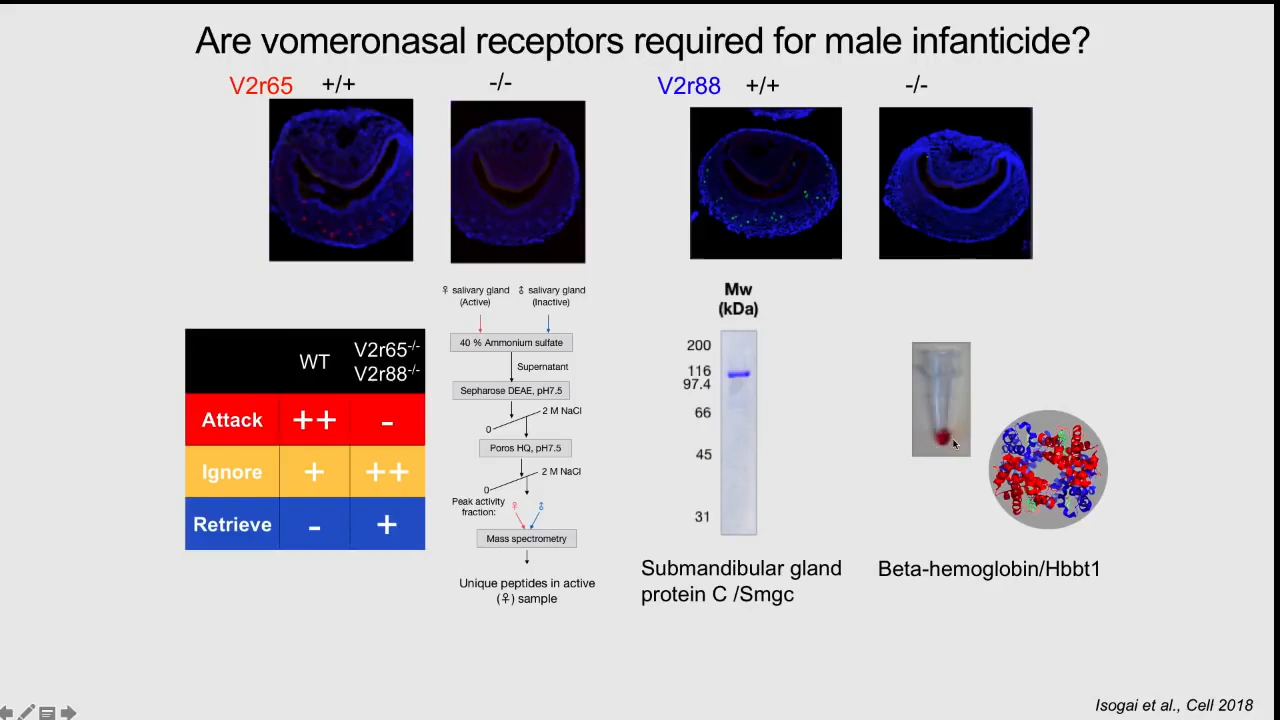 Are vomeronasal receptors required for male infanticide?
V2r65 +/+ -/- V2r88 +/+ -/-
♀ salivary gland
(Active)
♂ salivary gland
(Inactive)
40 % Ammonium sulfate
Supernatant
Sepharose DEAE, pH7.5
2 M NaCl
0
Poros HQ, pH7.5
2 M NaCl
0
Peak activity
fraction:
♀ ♂
Mass spectrometry
Unique peptides in active
(♀) sample
WT
V2r65-/-
V2r88-/-
Attack ++ -
Ignore + ++
Retrieve - +
Mw
(kDa)
200
116
97.4
66
45
31
Submandibular gland
protein C /Smgc
Beta-hemoglobin/Hbbt1
Isogai et al., Cell 2018